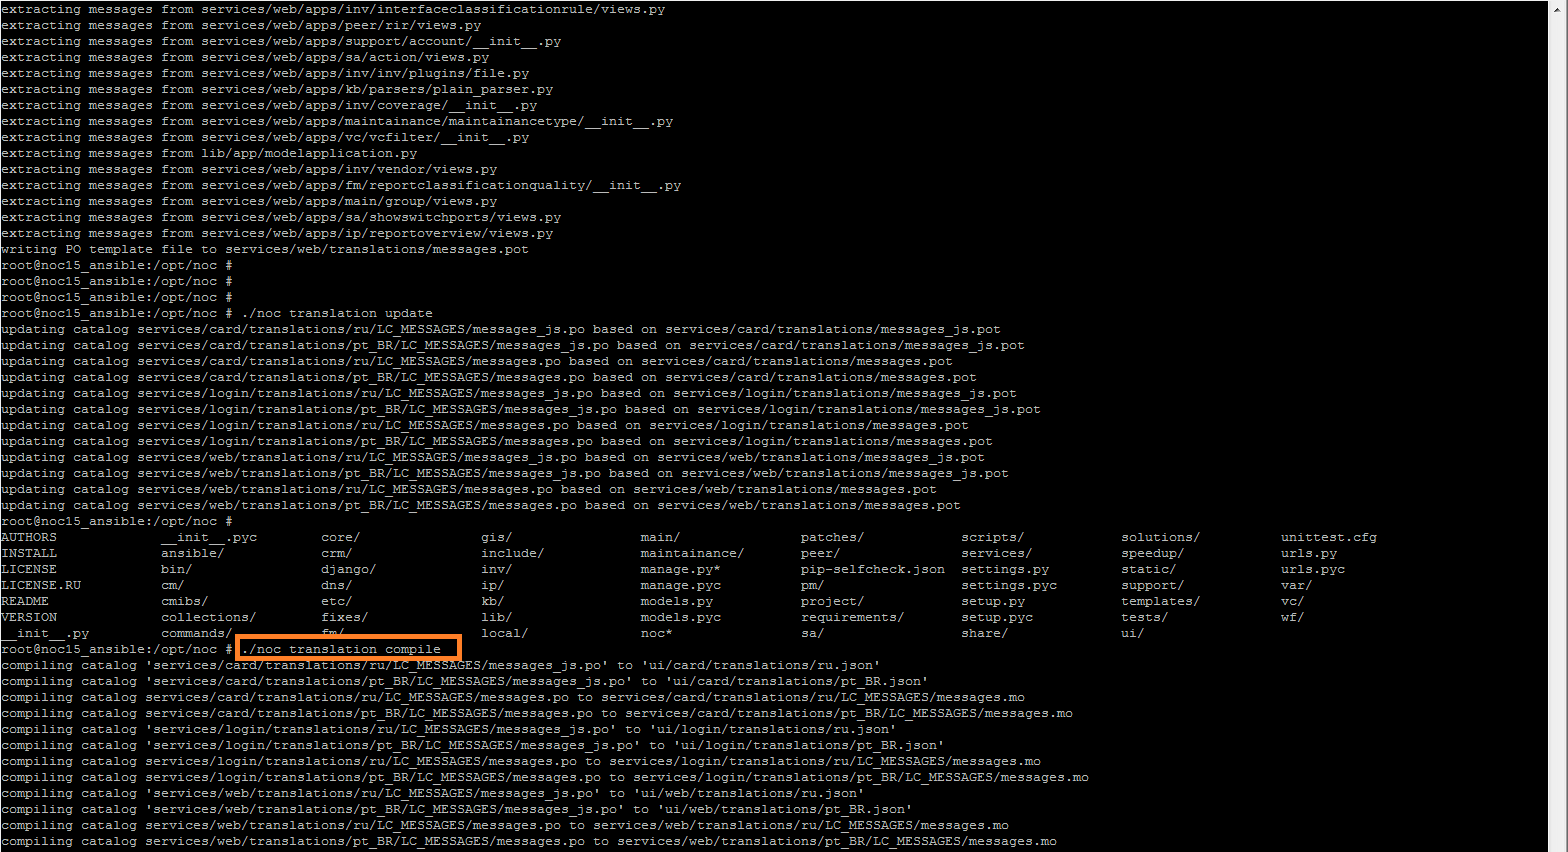 extracting messages from services/web/apps/inv/interfaceclassificationrule/views.py
extracting messages from services/web/apps/peer/rir/views.py
extracting messages from services/web/apps/support/account/__init__.py
extracting messages from services/web/apps/sa/action/views.py
extracting messages from services/web/apps/inv/inv/plugins/file.py
extracting messages from services/web/apps/kb/parsers/plain_parser.py
extracting messages from services/web/apps/inv/coverage/__init__.py
extracting messages from services/web/apps/maintainance/maintainancetype/__init__.py
extracting messages from services/web/apps/vc/vcfilter/__init__.py
extracting messages from lib/app/modelapplication.py
extracting messages from services/web/apps/inv/vendor/views.py
extracting messages from services/web/apps/fm/reportclassificationquality/__init__.py
extracting messages from services/web/apps/main/group/views.py
extracting messages from services/web/apps/sa/showswitchports/views.py
extracting messages from services/web/apps/ip/reportoverview/views.py
writing PO template file to services/web/translations/messages.pot
root@noc15_ansible:/opt/noc #
root@noc15_ansible:/opt/noc #
root@noc15_ansible:/opt/noc #
root@noc15_ansible:/opt/noc # ./noc translation update
updating catalog services/card/translations/ru/LC_MESSAGES/messages_js.po based on services/card/translations/messages_js.pot
updating catalog services/card/translations/pt_BR/LC_MESSAGES/messages_js.po based on services/card/translations/messages_js.pot
updating catalog services/card/translations/ru/LC_MESSAGES/messages.po based on services/card/translations/messages.pot
updating catalog services/card/translations/pt_BR/LC_MESSAGES/messages.po based on services/card/translations/messages.pot
updating catalog services/login/translations/ru/LC_MESSAGES/messages_js.po based on services/login/translations/messages_js.pot
updating catalog services/login/translations/pt_BR/LC_MESSAGES/messages_js.po based on services/login/translations/messages_js.pot
updating catalog services/login/translations/ru/LC_MESSAGES/messages.po based on services/login/translations/messages.pot
updating catalog services/login/translations/pt_BR/LC_MESSAGES/messages.po based on services/login/translations/messages.pot
updating catalog services/web/translations/ru/LC_MESSAGES/messages_js.po based on services/web/translations/messages_js.pot
updating catalog services/web/translations/pt_BR/LC_MESSAGES/messages_js.po based on services/web/translations/messages_js.pot
updating catalog services/web/translations/ru/LC_MESSAGES/messages.po based on services/web/translations/messages.pot
updating catalog services/web/translations/pt_BR/LC_MESSAGES/messages.po based on services/web/translations/messages.pot
root@noc15_ansible:/opt/noc #
AUTHORS __init__.pyc core/ gis/ main/ patches/ scripts/ solutions/ unittest.cfg
INSTALL ansible/ crm/ include/ maintainance/ peer/ services/ speedup/ urls.py
LICENSE bin/ django/ inv/ manage.py* pip-selfcheck.json settings.py static/ urls.pyc
LICENSE.RU cm/ dns/ ip/ manage.pyc pm/ settings.pyc support/ var/
README cmibs/ etc/ kb/ models.py project/ setup.py templates/ vc/
VERSION collections/ fixes/ lib/ models.pyc requirements/ setup.pyc tests/ wf/
__init__.py commands/ fm/ local/ noc* sa/ share/ ui/
root@noc15_ansible:/opt/noc # ./noc translation compile
compiling catalog 'services/card/translations/ru/LC_MESSAGES/messages_js.po' to 'ui/card/translations/ru.json'
compiling catalog 'services/card/translations/pt_BR/LC_MESSAGES/messages_js.po' to 'ui/card/translations/pt_BR.json'
compiling catalog services/card/translations/ru/LC_MESSAGES/messages.po to services/card/translations/ru/LC_MESSAGES/messages.mo
compiling catalog services/card/translations/pt_BR/LC_MESSAGES/messages.po to services/card/translations/pt_BR/LC_MESSAGES/messages.mo
compiling catalog 'services/login/translations/ru/LC_MESSAGES/messages_js.po' to 'ui/login/translations/ru.json'
compiling catalog 'services/login/translations/pt_BR/LC_MESSAGES/messages_js.po' to 'ui/login/translations/pt_BR.json'
compiling catalog services/login/translations/ru/LC_MESSAGES/messages.po to services/login/translations/ru/LC_MESSAGES/messages.mo
compiling catalog services/login/translations/pt_BR/LC_MESSAGES/messages.po to services/login/translations/pt_BR/LC_MESSAGES/messages.mo
compiling catalog 'services/web/translations/ru/LC_MESSAGES/messages_js.po' to 'ui/web/translations/ru.json'
compiling catalog 'services/web/translations/pt_BR/LC_MESSAGES/messages_js.po' to 'ui/web/translations/pt_BR.json'
compiling catalog services/web/translations/ru/LC_MESSAGES/messages.po to services/web/translations/ru/LC_MESSAGES/messages.mo
compiling catalog services/web/translations/pt_BR/LC_MESSAGES/messages.po to services/web/translations/pt_BR/LC_MESSAGES/messages.mo